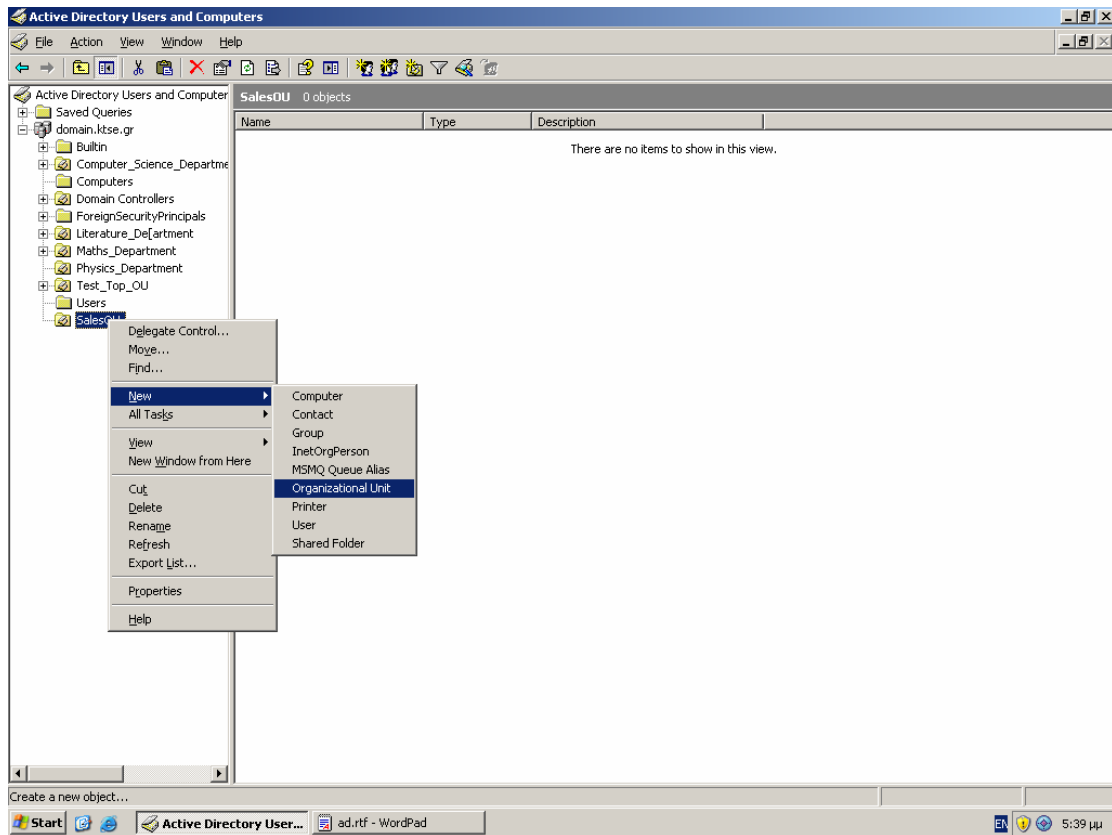 Active Directory Users and Computers
File Action View Window Help
Active Directory Users and Computer
Saved Queries
domain.ktse.gr
Builtin
Computer_Science_Departme
Computers
Domain Controllers
ForeignSecurityPrincipals
Literature_De[artment
Maths_Department
Physics_Department
Test_Top_OU
Users
SalesOU
SalesOU 0 objects
Name Type Description
There are no items to show in this view.
Delegate Control...
Move...
Find...
New
All Tasks
View
New Window from Here
Cut
Delete
Rename
Refresh
Export List...
Properties
Help
Computer
Contact
Group
InetOrgPerson
MSMQ Queue Alias
Organizational Unit
Printer
User
Shared Folder
Create a new object...
Start Active Directory User... ad.rtf - WordPad EN 5:39 μμ